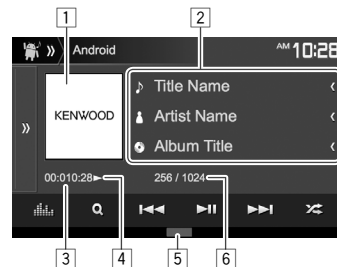 1
2
» Android AM 10:28
»
KENWOOD
Title Name
Artist Name
Album Title
00:010:28 256 / 1024
3
4
5
6